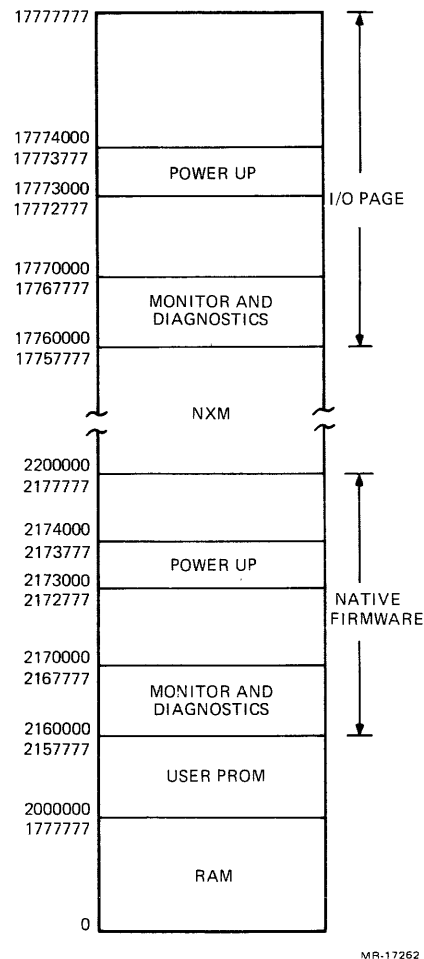 17777777
17774000
17773777
POWER UP
17773000
17772777
I/O PAGE
17770000
17767777
MONITOR AND
DIAGNOSTICS
17760000
17757777
NXM
2200000
2177777
2174000
2173777
POWER UP
2173000
2172777
NATIVE
FIRMWARE
2170000
2167777
MONITOR AND
DIAGNOSTICS
2160000
2157777
USER PROM
2000000
1777777
RAM
0
MR-17262